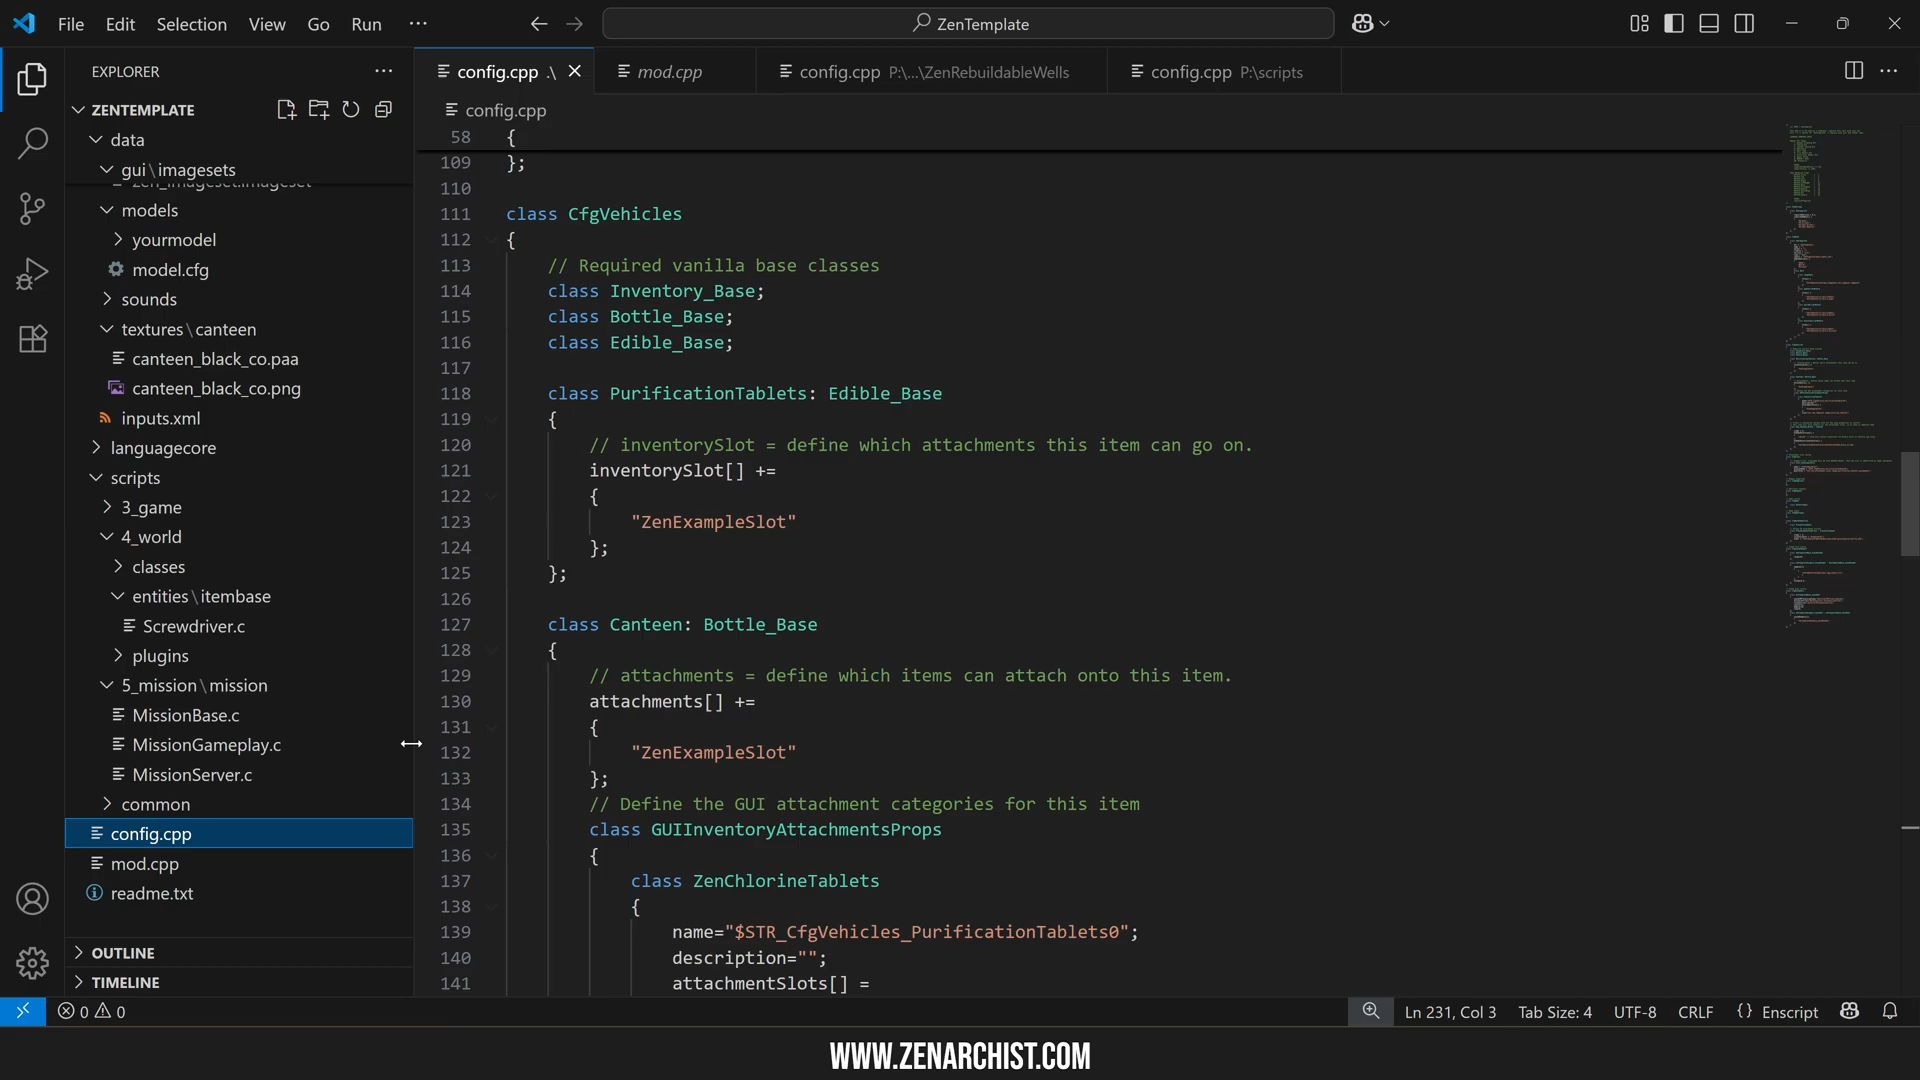 File Edit Selection View Go Run ··· ZenTemplate
EXPLORER ···
ZENTEMPLATE
data
gui\imagesets
zen_imageset.imageset
models
yourmodel
model.cfg
sounds
textures\canteen
canteen_black_co.paa
canteen_black_co.png
inputs.xml
languagecore
scripts
3_game
4_world
classes
entities\itembase
Screwdriver.c
plugins
5_mission\mission
MissionBase.c
MissionGameplay.c
MissionServer.c
common
config.cpp
mod.cpp
readme.txt
OUTLINE
TIMELINE
config.cpp .\ mod.cpp config.cpp P:\...\ZenRebuildableWells config.cpp P:\scripts ···
config.cpp
58 {
109 };
110
111 class CfgVehicles
112 {
113 // Required vanilla base classes
114 class Inventory_Base;
115 class Bottle_Base;
116 class Edible_Base;
117
118 class PurificationTablets: Edible_Base
119 {
120 // inventorySlot = define which attachments this item can go on.
121 inventorySlot[] +=
122 {
123 "ZenExampleSlot"
124 };
125 };
126
127 class Canteen: Bottle_Base
128 {
129 // attachments = define which items can attach onto this item.
130 attachments[] +=
131 {
132 "ZenExampleSlot"
133 };
134 // Define the GUI attachment categories for this item
135 class GUIInventoryAttachmentsProps
136 {
137 class ZenChlorineTablets
138 {
139 name="$STR_CfgVehicles_PurificationTablets0";
140 description="";
141 attachmentSlots[] =
0 0 Ln 231, Col 3 Tab Size: 4 UTF-8 CRLF {} Enscript
WWW.ZENARCHIST.COM